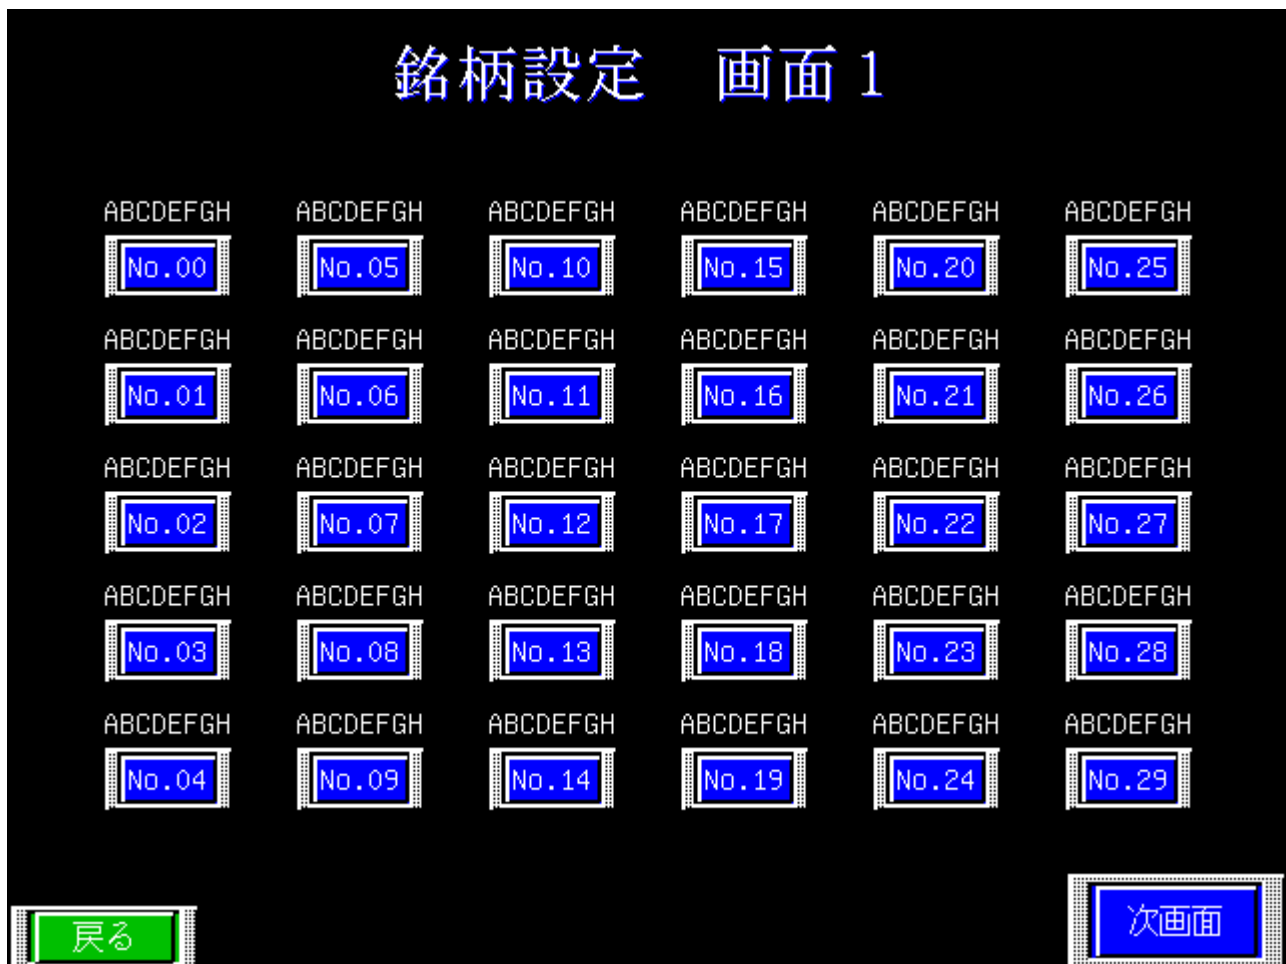 銘柄設定　画面１
ABCDEFGH ABCDEFGH ABCDEFGH ABCDEFGH ABCDEFGH ABCDEFGH
No.00 No.05 No.10 No.15 No.20 No.25
ABCDEFGH ABCDEFGH ABCDEFGH ABCDEFGH ABCDEFGH ABCDEFGH
No.01 No.06 No.11 No.16 No.21 No.26
ABCDEFGH ABCDEFGH ABCDEFGH ABCDEFGH ABCDEFGH ABCDEFGH
No.02 No.07 No.12 No.17 No.22 No.27
ABCDEFGH ABCDEFGH ABCDEFGH ABCDEFGH ABCDEFGH ABCDEFGH
No.03 No.08 No.13 No.18 No.23 No.28
ABCDEFGH ABCDEFGH ABCDEFGH ABCDEFGH ABCDEFGH ABCDEFGH
No.04 No.09 No.14 No.19 No.24 No.29
戻る 次画面